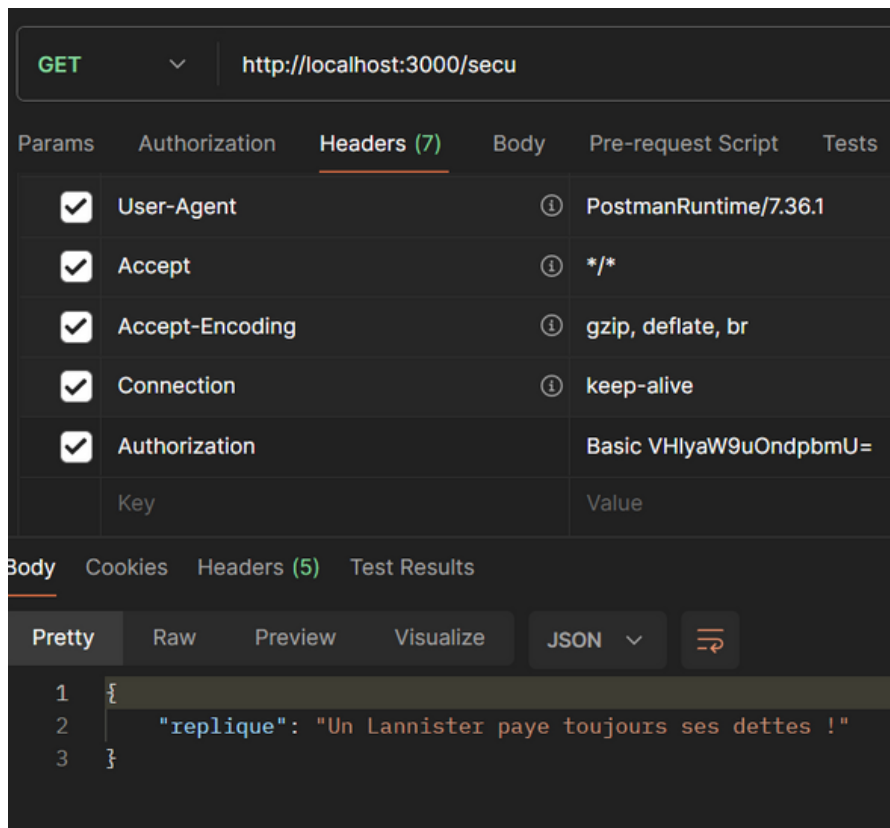 GET http://localhost:3000/secu
Params Authorization Headers (7) Body Pre-request Script Tests
User-Agent PostmanRuntime/7.36.1
Accept */*
Accept-Encoding gzip, deflate, br
Connection keep-alive
Authorization Basic VHlyaW9uOndpbmU=
Key Value
Body Cookies Headers (5) Test Results
Pretty Raw Preview Visualize JSON
1 {
2 "replique": "Un Lannister paye toujours ses dettes !"
3 }